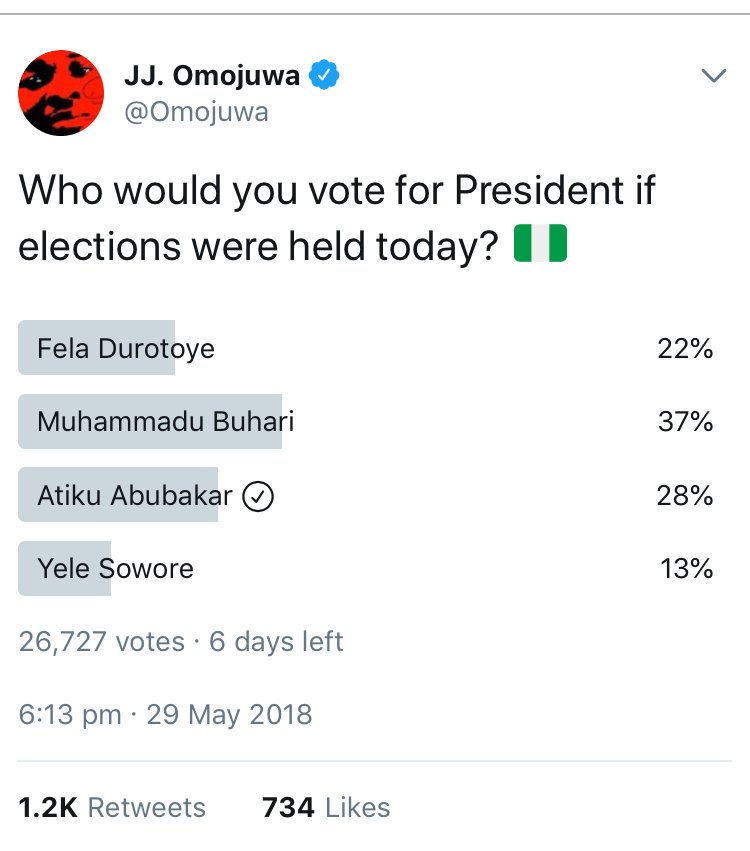 JJ. Omojuwa
@Omojuwa
Who would you vote for President if
elections were held today? 🇳🇬
Fela Durotoye 22%
Muhammadu Buhari 37%
Atiku Abubakar 28%
Yele Sowore 13%
26,727 votes · 6 days left
6:13 pm · 29 May 2018
1.2K Retweets 734 Likes